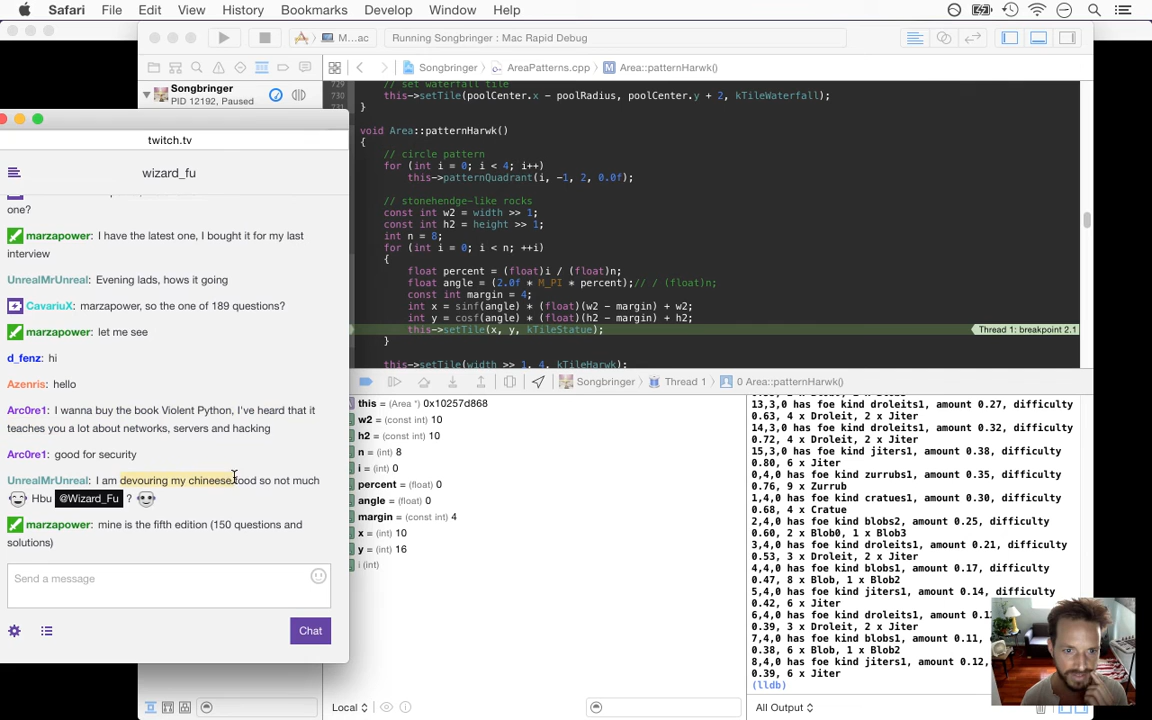 Safari File Edit View History Bookmarks Develop Window Help
M...ac
Running Songbringer : Mac Rapid Debug
Songbringer
AreaPatterns.cpp
Area::patternHarwk()
Songbringer
PID 12192, Paused
twitch.tv
wizard_fu
one?
marzapower: I have the latest one, I bought it for my last
interview
UnrealMrUnreal: Evening lads, hows it going
CavariuX: marzapower, so the one of 189 questions?
marzapower: let me see
d_fenz: hi
Azenris: hello
Arc0re1: I wanna buy the book Violent Python, I've heard that it
teaches you a lot about networks, servers and hacking
Arc0re1: good for security
UnrealMrUnreal: I am devouring my chineese food so not much
Hbu @Wizard_Fu ?
marzapower: mine is the fifth edition (150 questions and
solutions)
Send a message
Chat
729 // set waterfall tile
730 this->setTile(poolCenter.x - poolRadius, poolCenter.y + 2, kTileWaterfall);
731 }
void Area::patternHarwk()
{
// circle pattern
for (int i = 0; i < 4; i++)
this->patternQuadrant(i, -1, 2, 0.0f);
// stonehendge-like rocks
const int w2 = width >> 1;
const int h2 = height >> 1;
int n = 8;
for (int i = 0; i < n; ++i)
{
float percent = (float)i / (float)n;
float angle = (2.0f * M_PI * percent);// / (float)n;
const int margin = 4;
int x = sinf(angle) * (float)(w2 - margin) + w2;
int y = cosf(angle) * (float)(h2 - margin) + h2;
this->setTile(x, y, kTileStatue);
Thread 1: breakpoint 2.1
}
this->setTile(width >> 1, 4, kTileHarwk);
Songbringer
Thread 1
0 Area::patternHarwk()
this = (Area *) 0x10257d868
w2 = (const int) 10
h2 = (const int) 10
n = (int) 8
i = (int) 0
percent = (float) 0
angle = (float) 0
margin = (const int) 4
x = (int) 10
y = (int) 16
i (int)
Local
13,3,0 has foe kind droleits1, amount 0.27, difficulty
0.63, 4 x Droleit, 2 x Jiter
14,3,0 has foe kind droleits1, amount 0.32, difficulty
0.72, 4 x Droleit, 2 x Jiter
15,3,0 has foe kind jiters1, amount 0.38, difficulty
0.80, 6 x Jiter
0,4,0 has foe kind zurrubs1, amount 0.35, difficulty
0.76, 9 x Zurrub
1,4,0 has foe kind cratues1, amount 0.30, difficulty
0.68, 4 x Cratue
2,4,0 has foe kind blobs2, amount 0.25, difficulty
0.60, 2 x Blob0, 1 x Blob3
3,4,0 has foe kind droleits1, amount 0.21, difficulty
0.53, 3 x Droleit, 2 x Jiter
4,4,0 has foe kind blobs1, amount 0.17, difficulty
0.47, 8 x Blob, 1 x Blob2
5,4,0 has foe kind jiters1, amount 0.14, difficulty
0.42, 6 x Jiter
6,4,0 has foe kind droleits1, amount
0.39, 3 x Droleit, 2 x Jiter
7,4,0 has foe kind blobs1, amount 0.11,
0.38, 6 x Blob, 1 x Blob2
8,4,0 has foe kind jiters1, amount 0.12,
0.39, 6 x Jiter
(lldb)
All Output